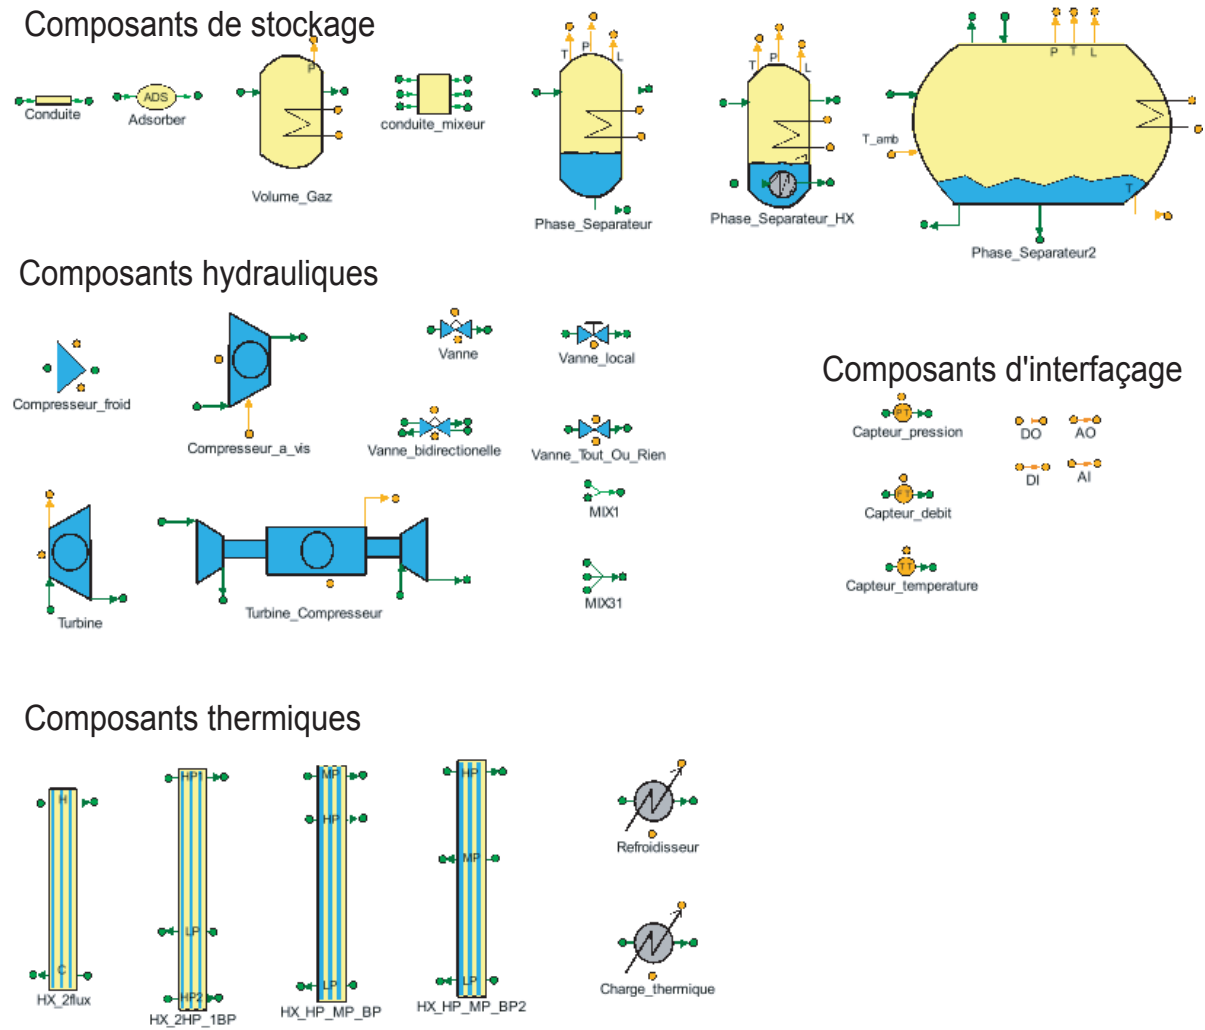 Composants de stockage
P
Conduite
ADS
Adsorber
Volume_Gaz
conduite_mixeur
T
P
L
Phase_Separateur
T
P
L
Phase_Separateur_HX
P
T
L
T_amb
T
Phase_Separateur2
Composants hydrauliques
Compresseur_froid
Compresseur_a_vis
Vanne
Vanne_local
Vanne_bidirectionelle
Vanne_Tout_Ou_Rien
MIX1
MIX31
Turbine
Turbine_Compresseur
Composants d'interfaçage
PT
Capteur_pression
DO
AO
DI
AI
FT
Capteur_debit
TT
Capteur_temperature
Composants thermiques
H
C
HX_2flux
HP1
LP
HP2
HX_2HP_1BP
MP
HP
LP
HX_HP_MP_BP
HP
MP
LP
HX_HP_MP_BP2
Refroidisseur
Charge_thermique